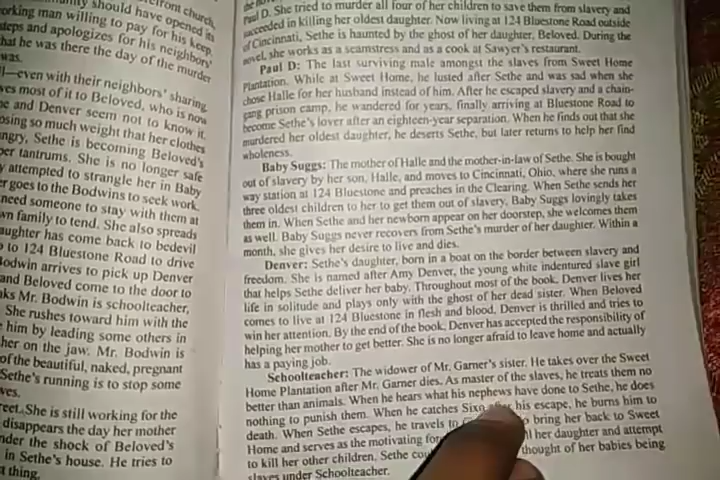 refront church,
munity should have opened its
working man willing to pay for his keep,
steps and apologizes for his neighbors'
that he was there the day of the murder
was.
l—even with their neighbors' sharing
ves most of it to Beloved, who is now
e and Denver seem not to know it.
osing so much weight that her clothes
ngry, Sethe is becoming Beloved's
per tantrums. She is no longer safe
y attempted to strangle her in Baby
er goes to the Bodwins to seek work.
need someone to stay with them at
wn family to tend. She also spreads
aughter has come back to bedevil
o to 124 Bluestone Road to drive
odwin arrives to pick up Denver
and Beloved come to the door to
ks Mr. Bodwin is schoolteacher,
She rushes toward him with the
him by leading some others in
her on the jaw. Mr. Bodwin is
of the beautiful, naked, pregnant
Sethe's running is to stop some
ves.
reet. She is still working for the
disappears the day her mother
nder the shock of Beloved's
in Sethe's house. He tries to
t thing.
Paul D. She tried to murder all four of her children to save them from slavery and
succeeded in killing her oldest daughter. Now living at 124 Bluestone Road outside
of Cincinnati, Sethe is haunted by the ghost of her daughter, Beloved. During the
novel, she works as a seamstress and as a cook at Sawyer's restaurant.
Paul D: The last surviving male amongst the slaves from Sweet Home
Plantation. While at Sweet Home, he lusted after Sethe and was sad when she
chose Halle for her husband instead of him. After he escaped slavery and a chain-
gang prison camp, he wandered for years, finally arriving at Bluestone Road to
become Sethe's lover after an eighteen-year separation. When he finds out that she
murdered her oldest daughter, he deserts Sethe, but later returns to help her find
wholeness.
Baby Suggs: The mother of Halle and the mother-in-law of Sethe. She is bought
out of slavery by her son, Halle, and moves to Cincinnati, Ohio, where she runs a
way station at 124 Bluestone and preaches in the Clearing. When Sethe sends her
three oldest children to her to get them out of slavery, Baby Suggs lovingly takes
them in. When Sethe and her newborn appear on her doorstep, she welcomes them
as well. Baby Suggs never recovers from Sethe's murder of her daughter. Within a
month, she gives her desire to live and dies.
Denver: Sethe's daughter, born in a boat on the border between slavery and
freedom. She is named after Amy Denver, the young white indentured slave girl
that helps Sethe deliver her baby. Throughout most of the book, Denver lives her
life in solitude and plays only with the ghost of her dead sister. When Beloved
comes to live at 124 Bluestone in flesh and blood, Denver is thrilled and tries to
win her attention. By the end of the book, Denver has accepted the responsibility of
helping her mother to get better. She is no longer afraid to leave home and actually
has a paying job.
Schoolteacher: The widower of Mr. Garner's sister. He takes over the Sweet
Home Plantation after Mr. Garner dies. As master of the slaves, he treats them no
better than animals. When he hears what his nephews have done to Sethe, he does
nothing to punish them. When he catches Sixo his escape, he burns him to
death. When Sethe escapes, he travels to bring her back to Sweet
Home and serves as the motivating for her daughter and attempt
to kill her other children. Sethe cou thought of her babies being
slaves under Schoolteacher.